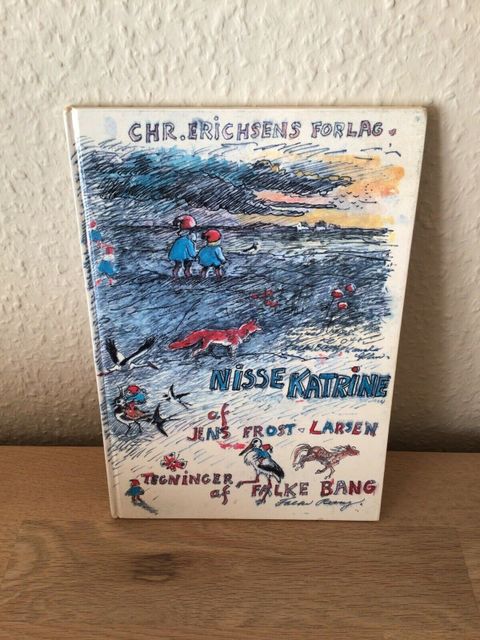 CHR. ERICHSENS FORLAG.
NISSE KATRINE
af
JENS FROST-LARSEN
TEGNINGER
af FALKE BANG